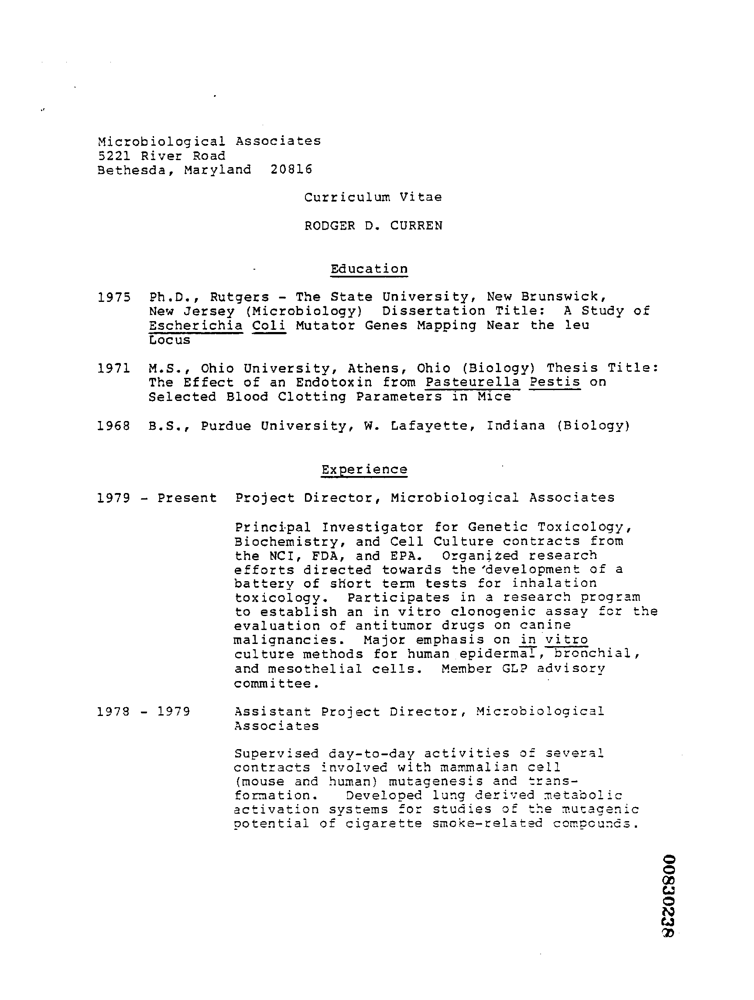 Microbiological Associates
5221 River Road
Bethesda, Maryland 20816
Curriculum Vitae
RODGER D. CURREN
Education
1975 Ph.D., Rutgers - The State University, New Brunswick,
New Jersey (Microbiology) Dissertation Title: A Study of
Escherichia Coli Mutator Genes Mapping Near the leu
Locus
1971 M.S., Ohio University, Athens, Ohio (Biology) Thesis Title:
The Effect of an Endotoxin from Pasteurella Pestis on
Selected Blood Clotting Parameters in Mice
1968 B.S., Purdue University, W. Lafayette, Indiana (Biology)
Experience
1979 - Present Project Director, Microbiological Associates
Principal Investigator for Genetic Toxicology,
Biochemistry, and Cell Culture contracts from
the NCI, FDA, and EPA. Organized research
efforts directed towards the development of a
battery of short term tests for inhalation
toxicology. Participates in a research program
to establish an in vitro clonogenic assay for the
evaluation of antitumor drugs on canine
malignancies. Major emphasis on in vitro
culture methods for human epidermal, bronchial,
and mesothelial cells. Member GLP advisory
committee.
1978 - 1979 Assistant Project Director, Microbiological
Associates
Supervised day-to-day activities of several
contracts involved with mammalian cell
(mouse and human) mutagenesis and trans-
formation. Developed lung derived metabolic
activation systems for studies of the mutagenic
potential of cigarette smoke-related compounds.
00830238